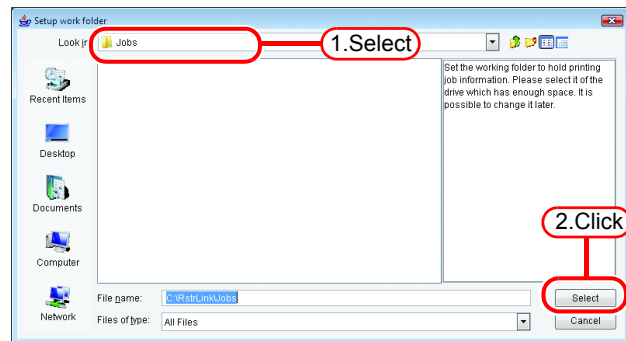 Setup work folder
Look in
Jobs
1.Select
Set the working folder to hold printing
job information. Please select it of the
drive which has enough space. It is
possible to change it later.
Recent Items
Desktop
Documents
Computer
Network
2.Click
File name:
C:\RstrLink\Jobs
Select
Files of type:
All Files
Cancel